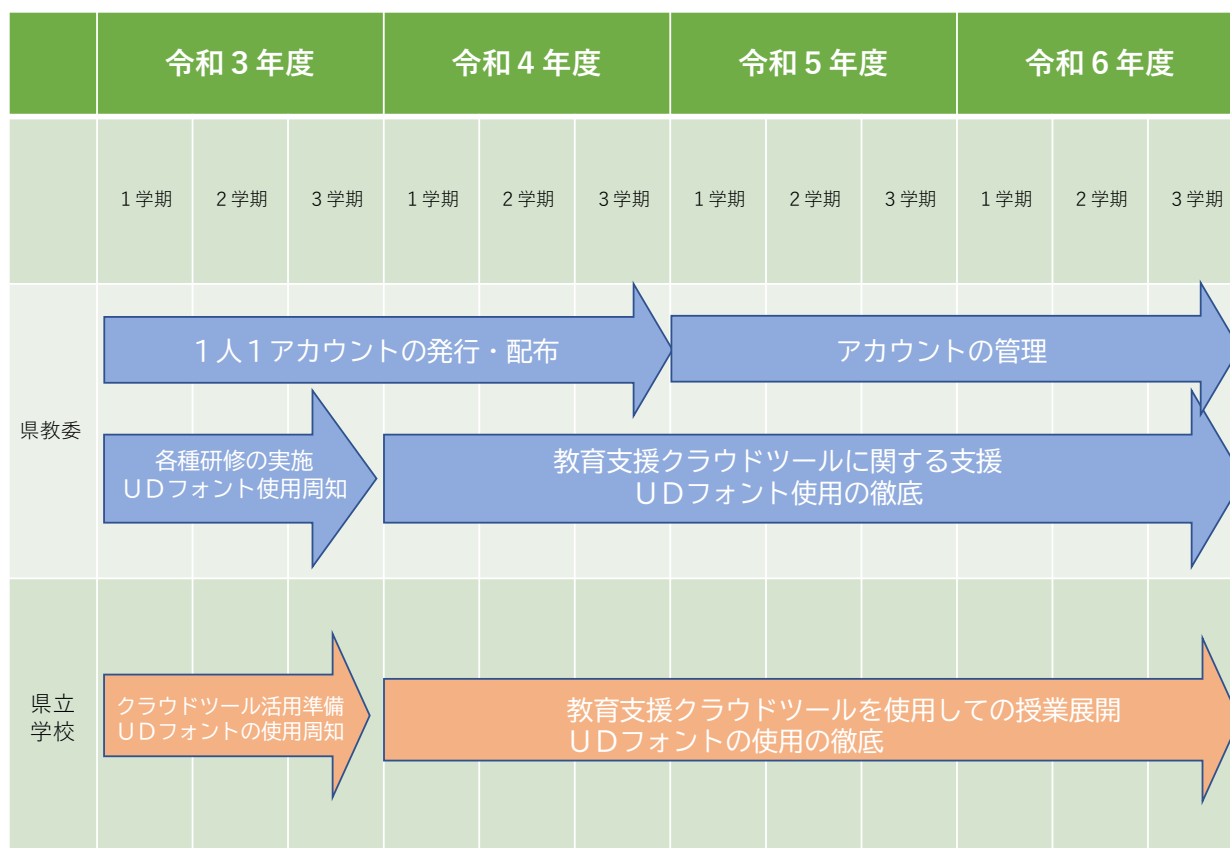 令和３年度 令和４年度 令和５年度 令和６年度
１学期 ２学期 ３学期 １学期 ２学期 ３学期 １学期 ２学期 ３学期 １学期 ２学期 ３学期
県教委
１人１アカウントの発行・配布
アカウントの管理
各種研修の実施
ＵＤフォント使用周知
教育支援クラウドツールに関する支援
ＵＤフォント使用の徹底
県立
学校
クラウドツール活用準備
ＵＤフォントの使用周知
教育支援クラウドツールを使用しての授業展開
ＵＤフォントの使用の徹底